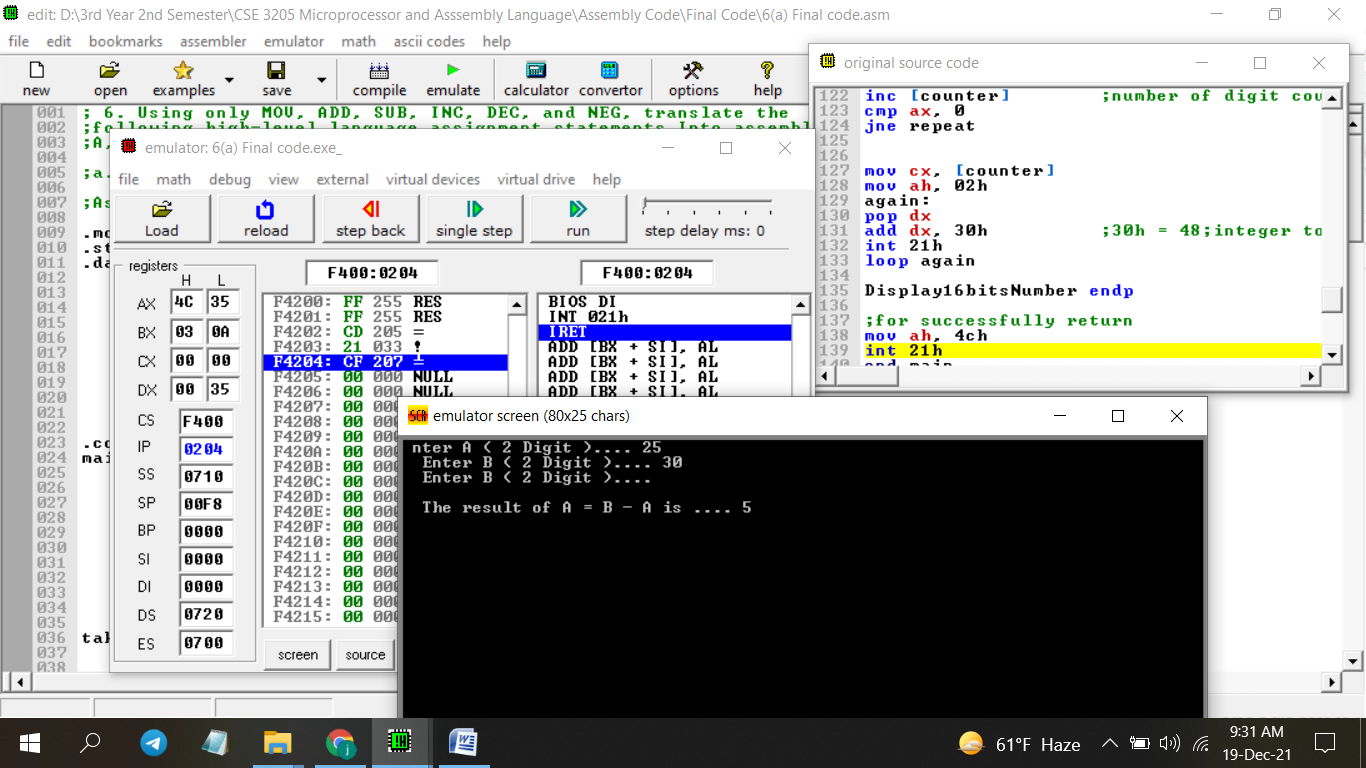 edit: D:\3rd Year 2nd Semester\CSE 3205 Microprocessor and Asssembly Language\Assembly Code\Final Code\6(a) Final code.asm
file edit bookmarks assembler emulator math ascii codes help
new open examples save compile emulate calculator convertor options help
001 ; 6. Using only MOV, ADD, SUB, INC, DEC, and NEG, translate the
002 ;following high-level language assignment statements Into assembl
003 ;A,
004
005 ;a.
006
007 ;As
008
009 .mo
010 .st
011 .da
012
013
014
015
016
017
018
019
020
021
022
023 .co
024 mai
025
026
027
028
029
030
031
032
033
034
035
036 tak
037
038
emulator: 6(a) Final code.exe_
file math debug view external virtual devices virtual drive help
Load reload step back single step run step delay ms: 0
registers
H L
AX 4C 35
BX 03 0A
CX 00 00
DX 00 35
CS F400
IP 0204
SS 0710
SP 00F8
BP 0000
SI 0000
DI 0000
DS 0720
ES 0700
F400:0204 F400:0204
F4200: FF 255 RES
F4201: FF 255 RES
F4202: CD 205 =
F4203: 21 033 !
F4204: CF 207 ╧
F4205: 00 000 NULL
F4206: 00 000 NULL
F4207: 00 000
F4208: 00 000
F4209: 00 000
F420A: 00 000
F420B: 00 000
F420C: 00 000
F420D: 00 000
F420E: 00 000
F420F: 00 000
F4210: 00 000
F4211: 00 000
F4212: 00 000
F4213: 00 000
F4214: 00 000
F4215: 00 000
BIOS DI
INT 021h
IRET
ADD [BX + SI], AL
ADD [BX + SI], AL
ADD [BX + SI], AL
ADD [BX + SI], AL
screen source
original source code
122 inc [counter] ;number of digit cou
123 cmp ax, 0
124 jne repeat
125
126
127 mov cx, [counter]
128 mov ah, 02h
129 again:
130 pop dx
131 add dx, 30h ;30h = 48;integer to
132 int 21h
133 loop again
134
135 Display16bitsNumber endp
136
137 ;for successfully return
138 mov ah, 4ch
139 int 21h
140 end main
emulator screen (80x25 chars)
nter A ( 2 Digit ).... 25
Enter B ( 2 Digit ).... 30
Enter B ( 2 Digit )....
The result of A = B - A is .... 5
61°F Haze
9:31 AM
19-Dec-21